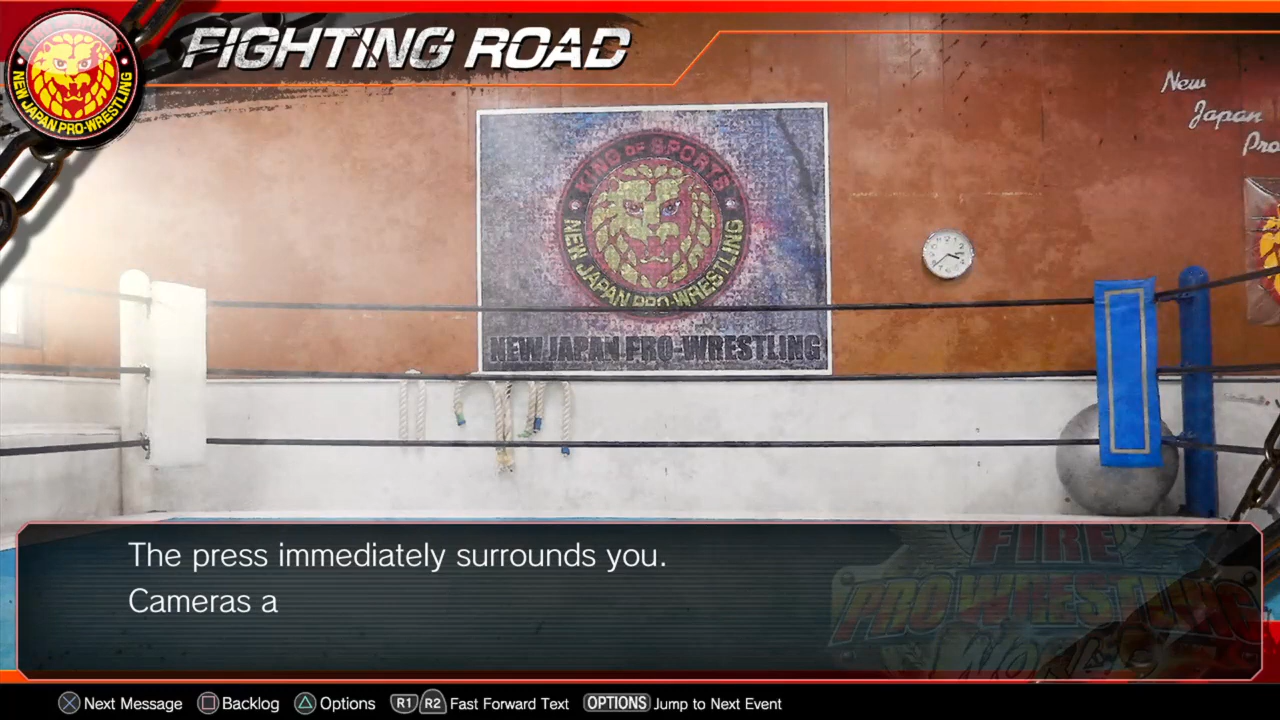 FIGHTING ROAD
NEW JAPAN PRO-WRESTLING
New
Japan
Pro
KING OF SPORTS
NEW JAPAN PRO-WRESTLING
NEW JAPAN PRO-WRESTLING
The press immediately surrounds you.
Cameras a
FIRE
PRO WRESTLING
WORLD
Next Message
Backlog
Options
R1 R2 Fast Forward Text
OPTIONS Jump to Next Event